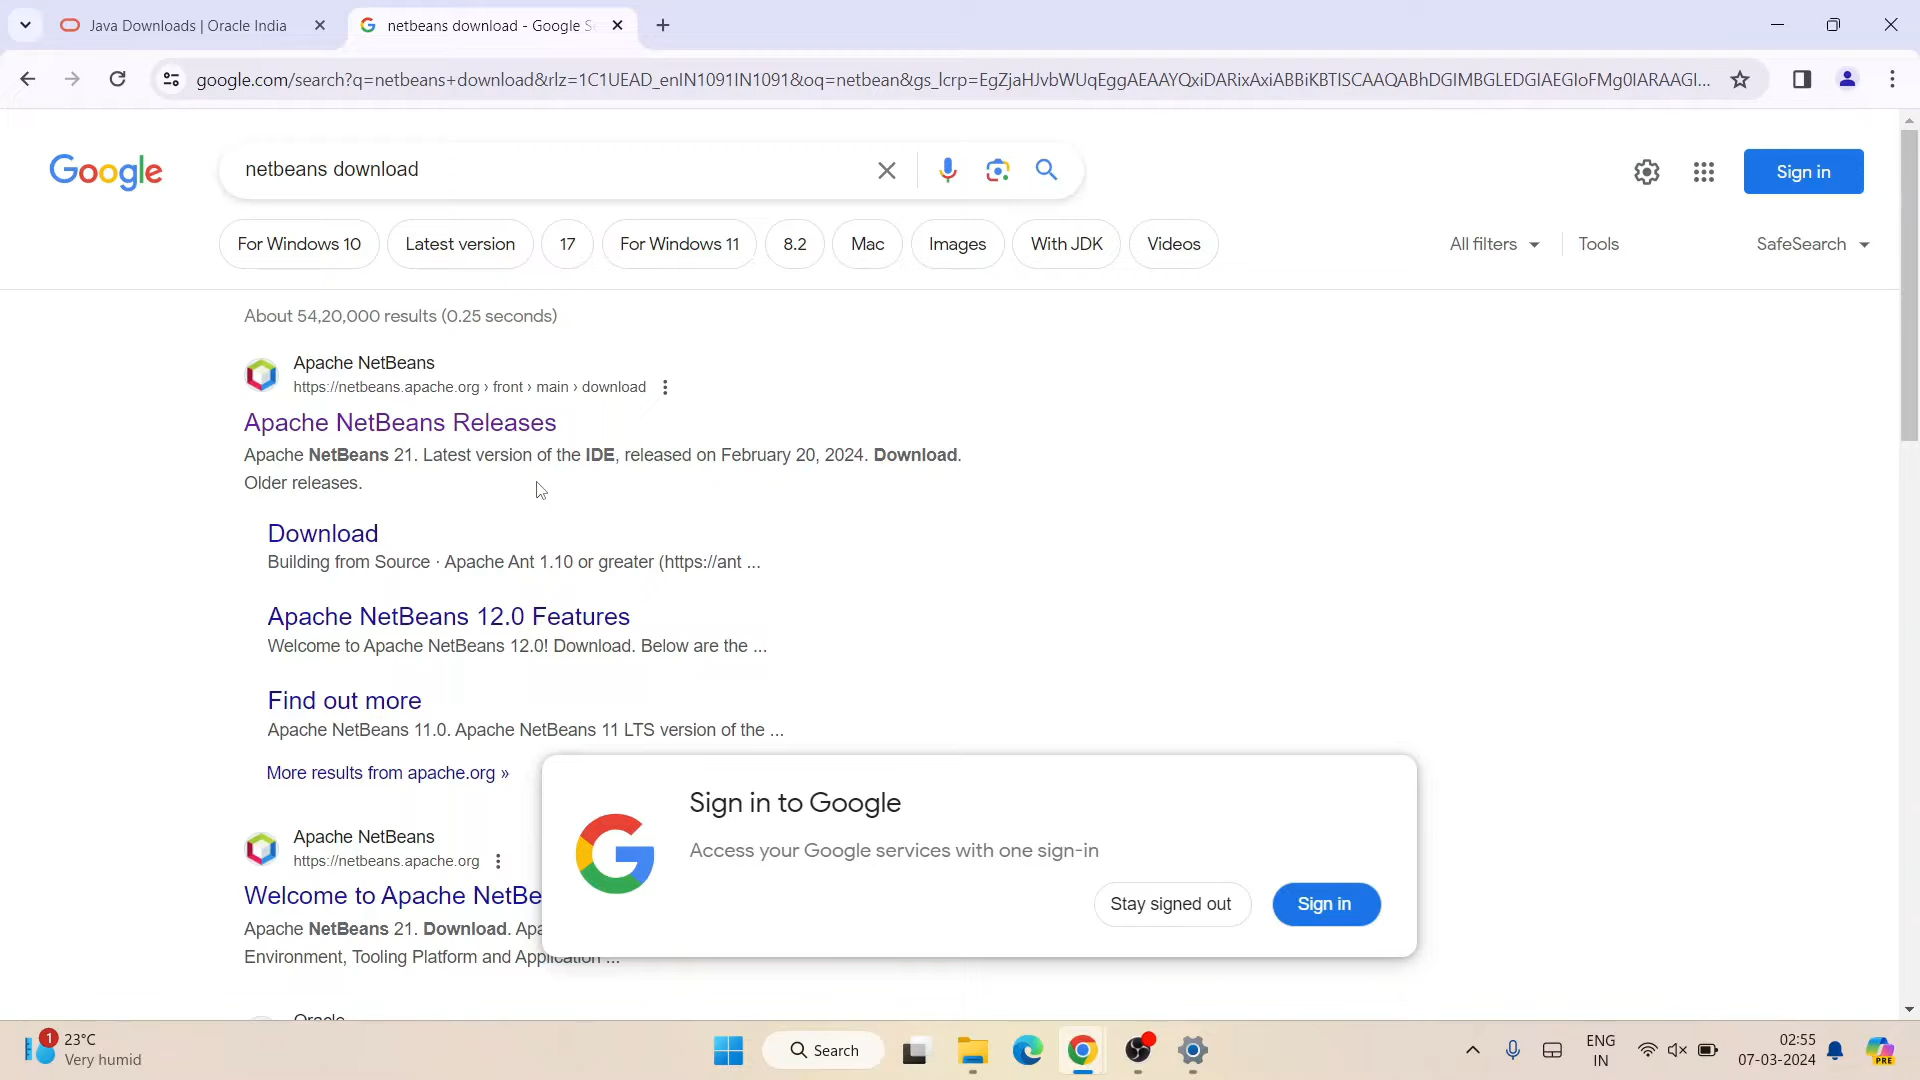 Java Downloads | Oracle India
netbeans download - Google Se
google.com/search?q=netbeans+download&rlz=1C1UEAD_enIN1091IN1091&oq=netbean&gs_lcrp=EgZjaHJvbWUqEggAEAAYQxiDARixAxiABBiKBTISCAAQABhDGIMBGLEDGIAEGIoFMg0IARAAGI...
Google
netbeans download
Sign in
For Windows 10
Latest version
17
For Windows 11
8.2
Mac
Images
With JDK
Videos
All filters
Tools
SafeSearch
About 54,20,000 results (0.25 seconds)
Apache NetBeans
https://netbeans.apache.org › front › main › download
Apache NetBeans Releases
Apache NetBeans 21. Latest version of the IDE, released on February 20, 2024. Download.
Older releases.
Download
Building from Source · Apache Ant 1.10 or greater (https://ant ...
Apache NetBeans 12.0 Features
Welcome to Apache NetBeans 12.0! Download. Below are the ...
Find out more
Apache NetBeans 11.0. Apache NetBeans 11 LTS version of the ...
More results from apache.org »
Sign in to Google
Access your Google services with one sign-in
Stay signed out
Sign in
Apache NetBeans
https://netbeans.apache.org
Welcome to Apache NetBe
Apache NetBeans 21. Download. Apa
Environment, Tooling Platform and Application ...
Oracle
1
23°C
Very humid
Search
ENG
IN
02:55
07-03-2024
PRE